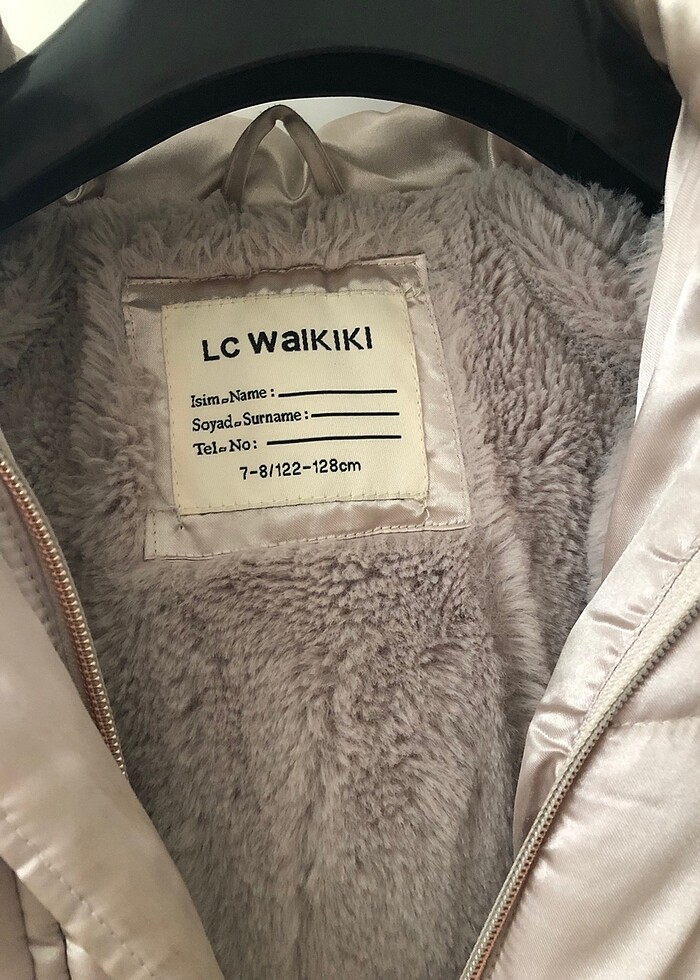 LC WaiKiKi
Isim-Name:
Soyad-Surname:
Tel-No:
7-8/122-128cm